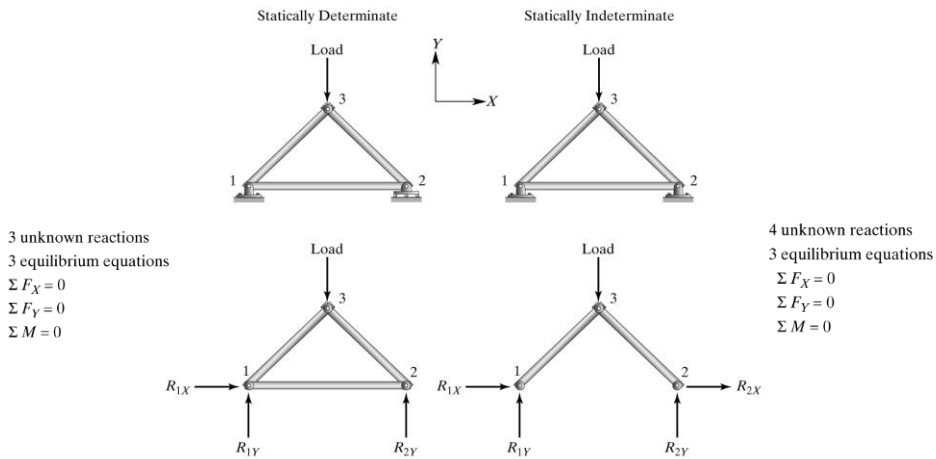 Statically Determinate
Statically Indeterminate
Load
Y
X
Load
3
3
1
2
1
2
3 unknown reactions
3 equilibrium equations
Σ F_X = 0
Σ F_Y = 0
Σ M = 0
4 unknown reactions
3 equilibrium equations
Σ F_X = 0
Σ F_Y = 0
Σ M = 0
Load
Load
3
3
1
2
1
2
R_1X
R_1X
R_2X
R_1Y
R_2Y
R_1Y
R_2Y